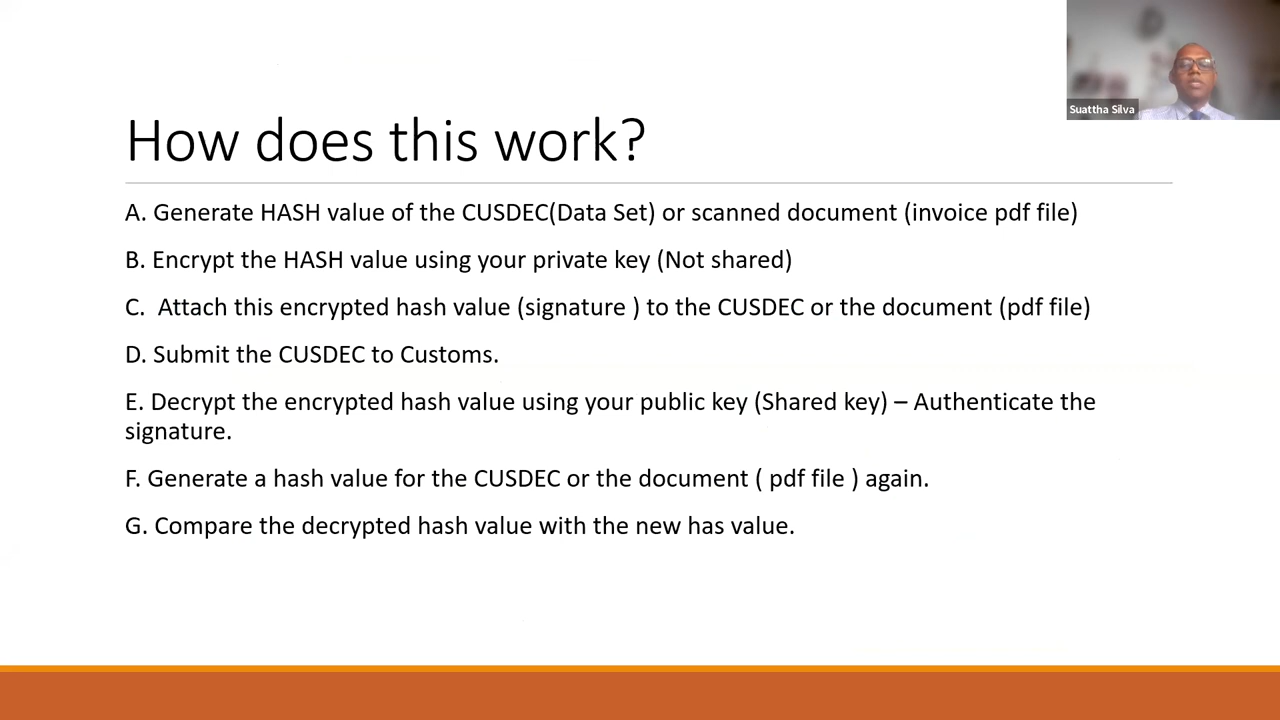 Suattha Silva
How does this work?
A. Generate HASH value of the CUSDEC(Data Set) or scanned document (invoice pdf file)
B. Encrypt the HASH value using your private key (Not shared)
C.  Attach this encrypted hash value (signature ) to the CUSDEC or the document (pdf file)
D. Submit the CUSDEC to Customs.
E. Decrypt the encrypted hash value using your public key (Shared key) – Authenticate the
signature.
F. Generate a hash value for the CUSDEC or the document ( pdf file ) again.
G. Compare the decrypted hash value with the new has value.